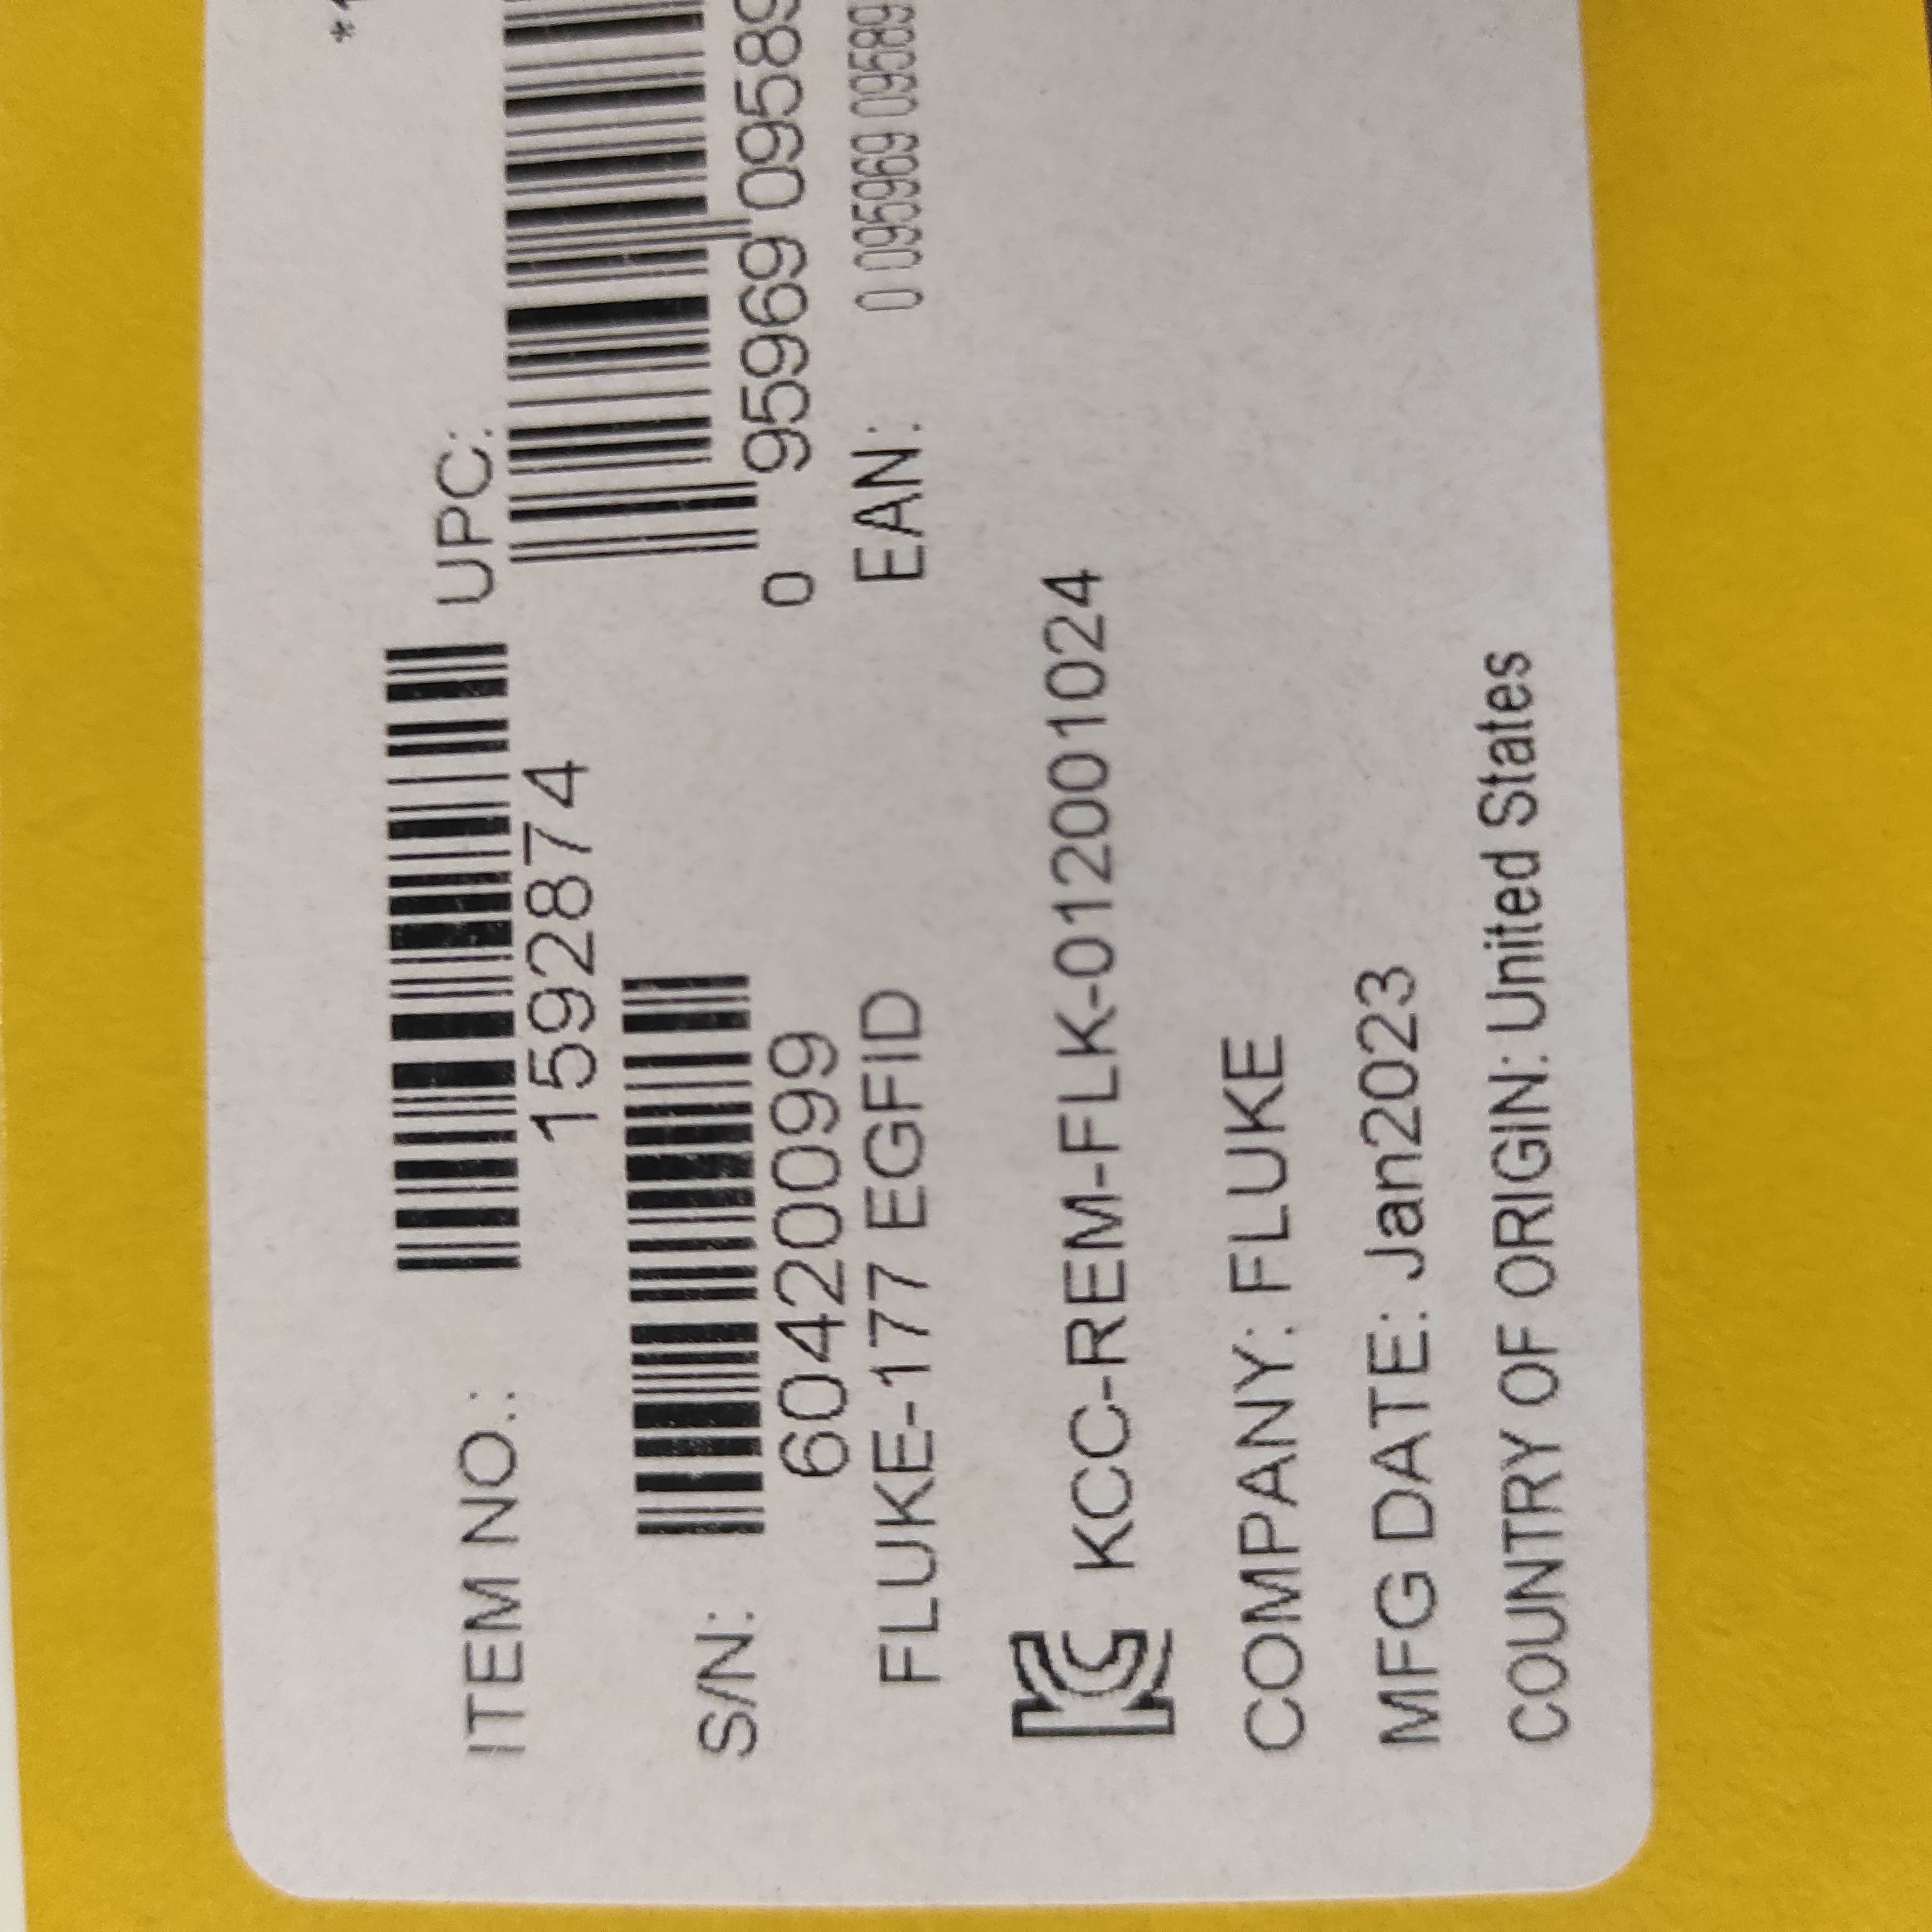 ITEM NO.:
1592874
UPC:
0 95969 09589
S/N:
60420099
EAN: 0 095969 09589
FLUKE-177 EGFID
KCC-REM-FLK-0112001024
COMPANY: FLUKE
MFG DATE: Jan2023
COUNTRY OF ORIGIN: United States